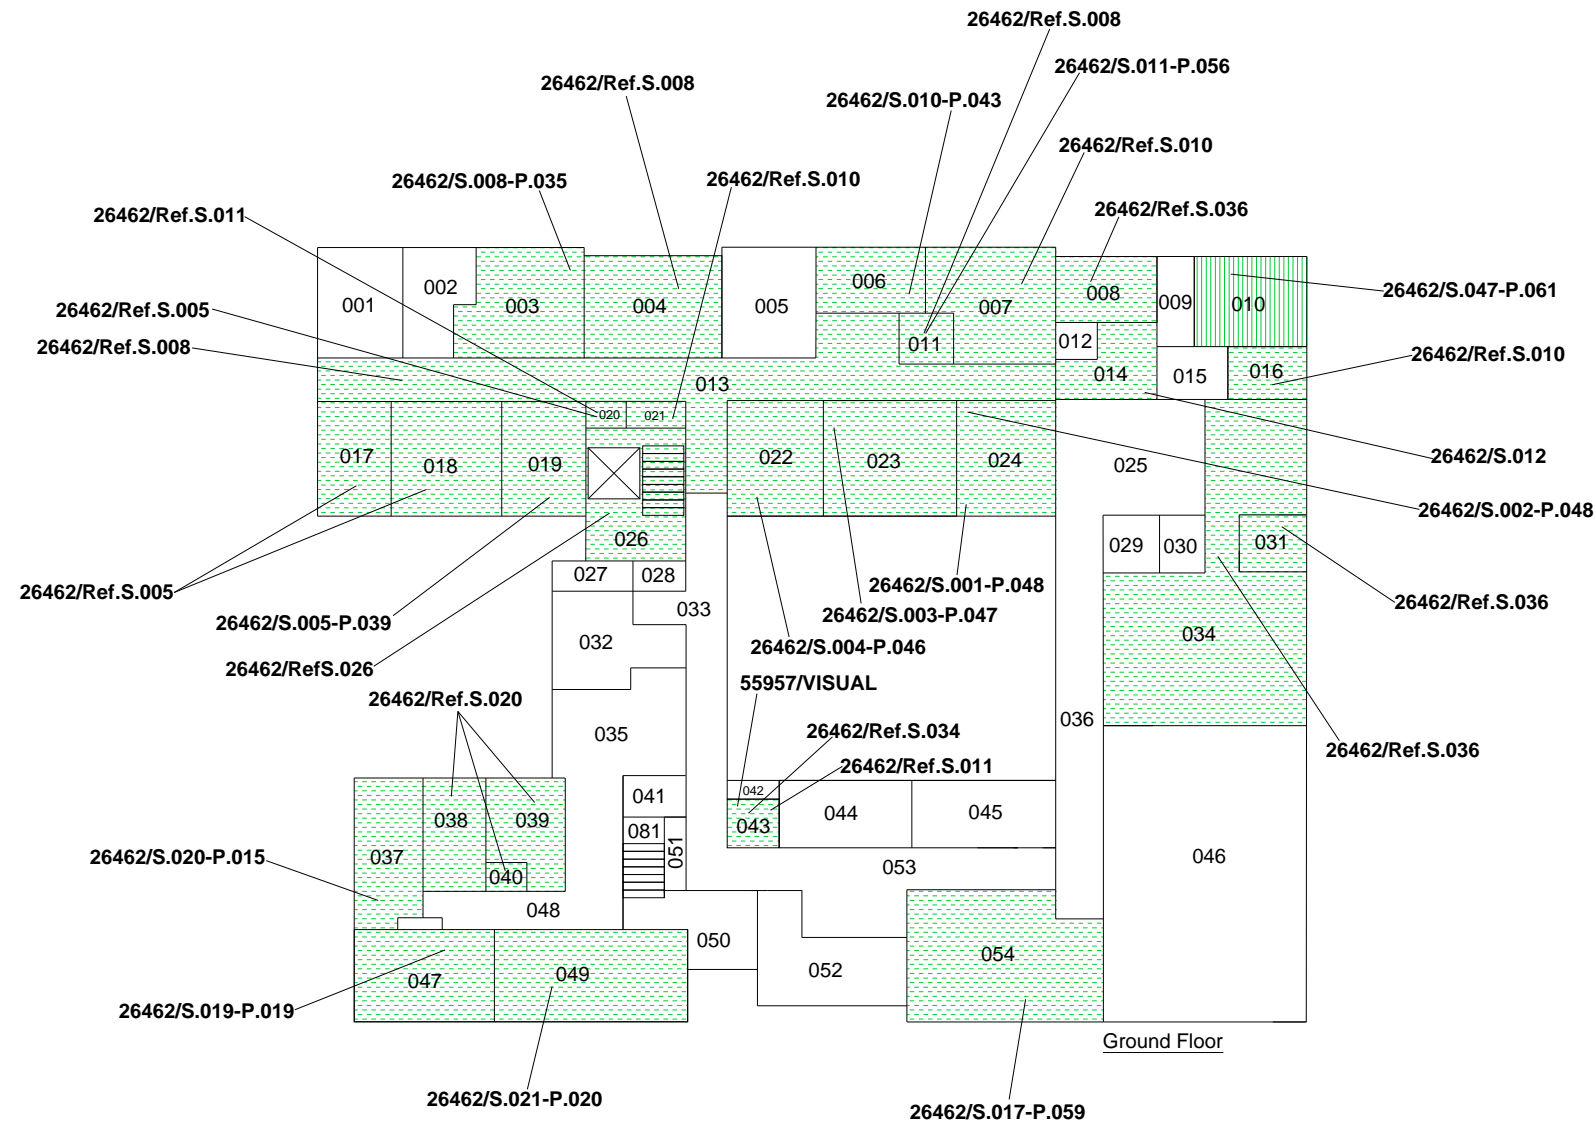 26462/Ref.S.008
26462/S.011-P.056
26462/Ref.S.008
26462/S.010-P.043
26462/Ref.S.010
26462/S.008-P.035
26462/Ref.S.010
26462/Ref.S.011
26462/Ref.S.036
001
002
003
004
005
006
007
008
009
010
26462/S.047-P.061
26462/Ref.S.005
26462/Ref.S.008
011
012
26462/Ref.S.010
013
014
015
016
020
021
017
018
019
022
023
024
025
26462/S.012
26462/S.002-P.048
026
027
028
029
030
031
26462/Ref.S.005
26462/S.001-P.048
26462/Ref.S.036
26462/S.005-P.039
033
26462/S.003-P.047
26462/RefS.026
032
26462/S.004-P.046
034
55957/VISUAL
26462/Ref.S.020
036
035
26462/Ref.S.034
26462/Ref.S.036
26462/Ref.S.011
041
042
037
038
039
081
051
043
044
045
26462/S.020-P.015
040
053
046
048
050
052
054
047
049
26462/S.019-P.019
Ground Floor
26462/S.021-P.020
26462/S.017-P.059